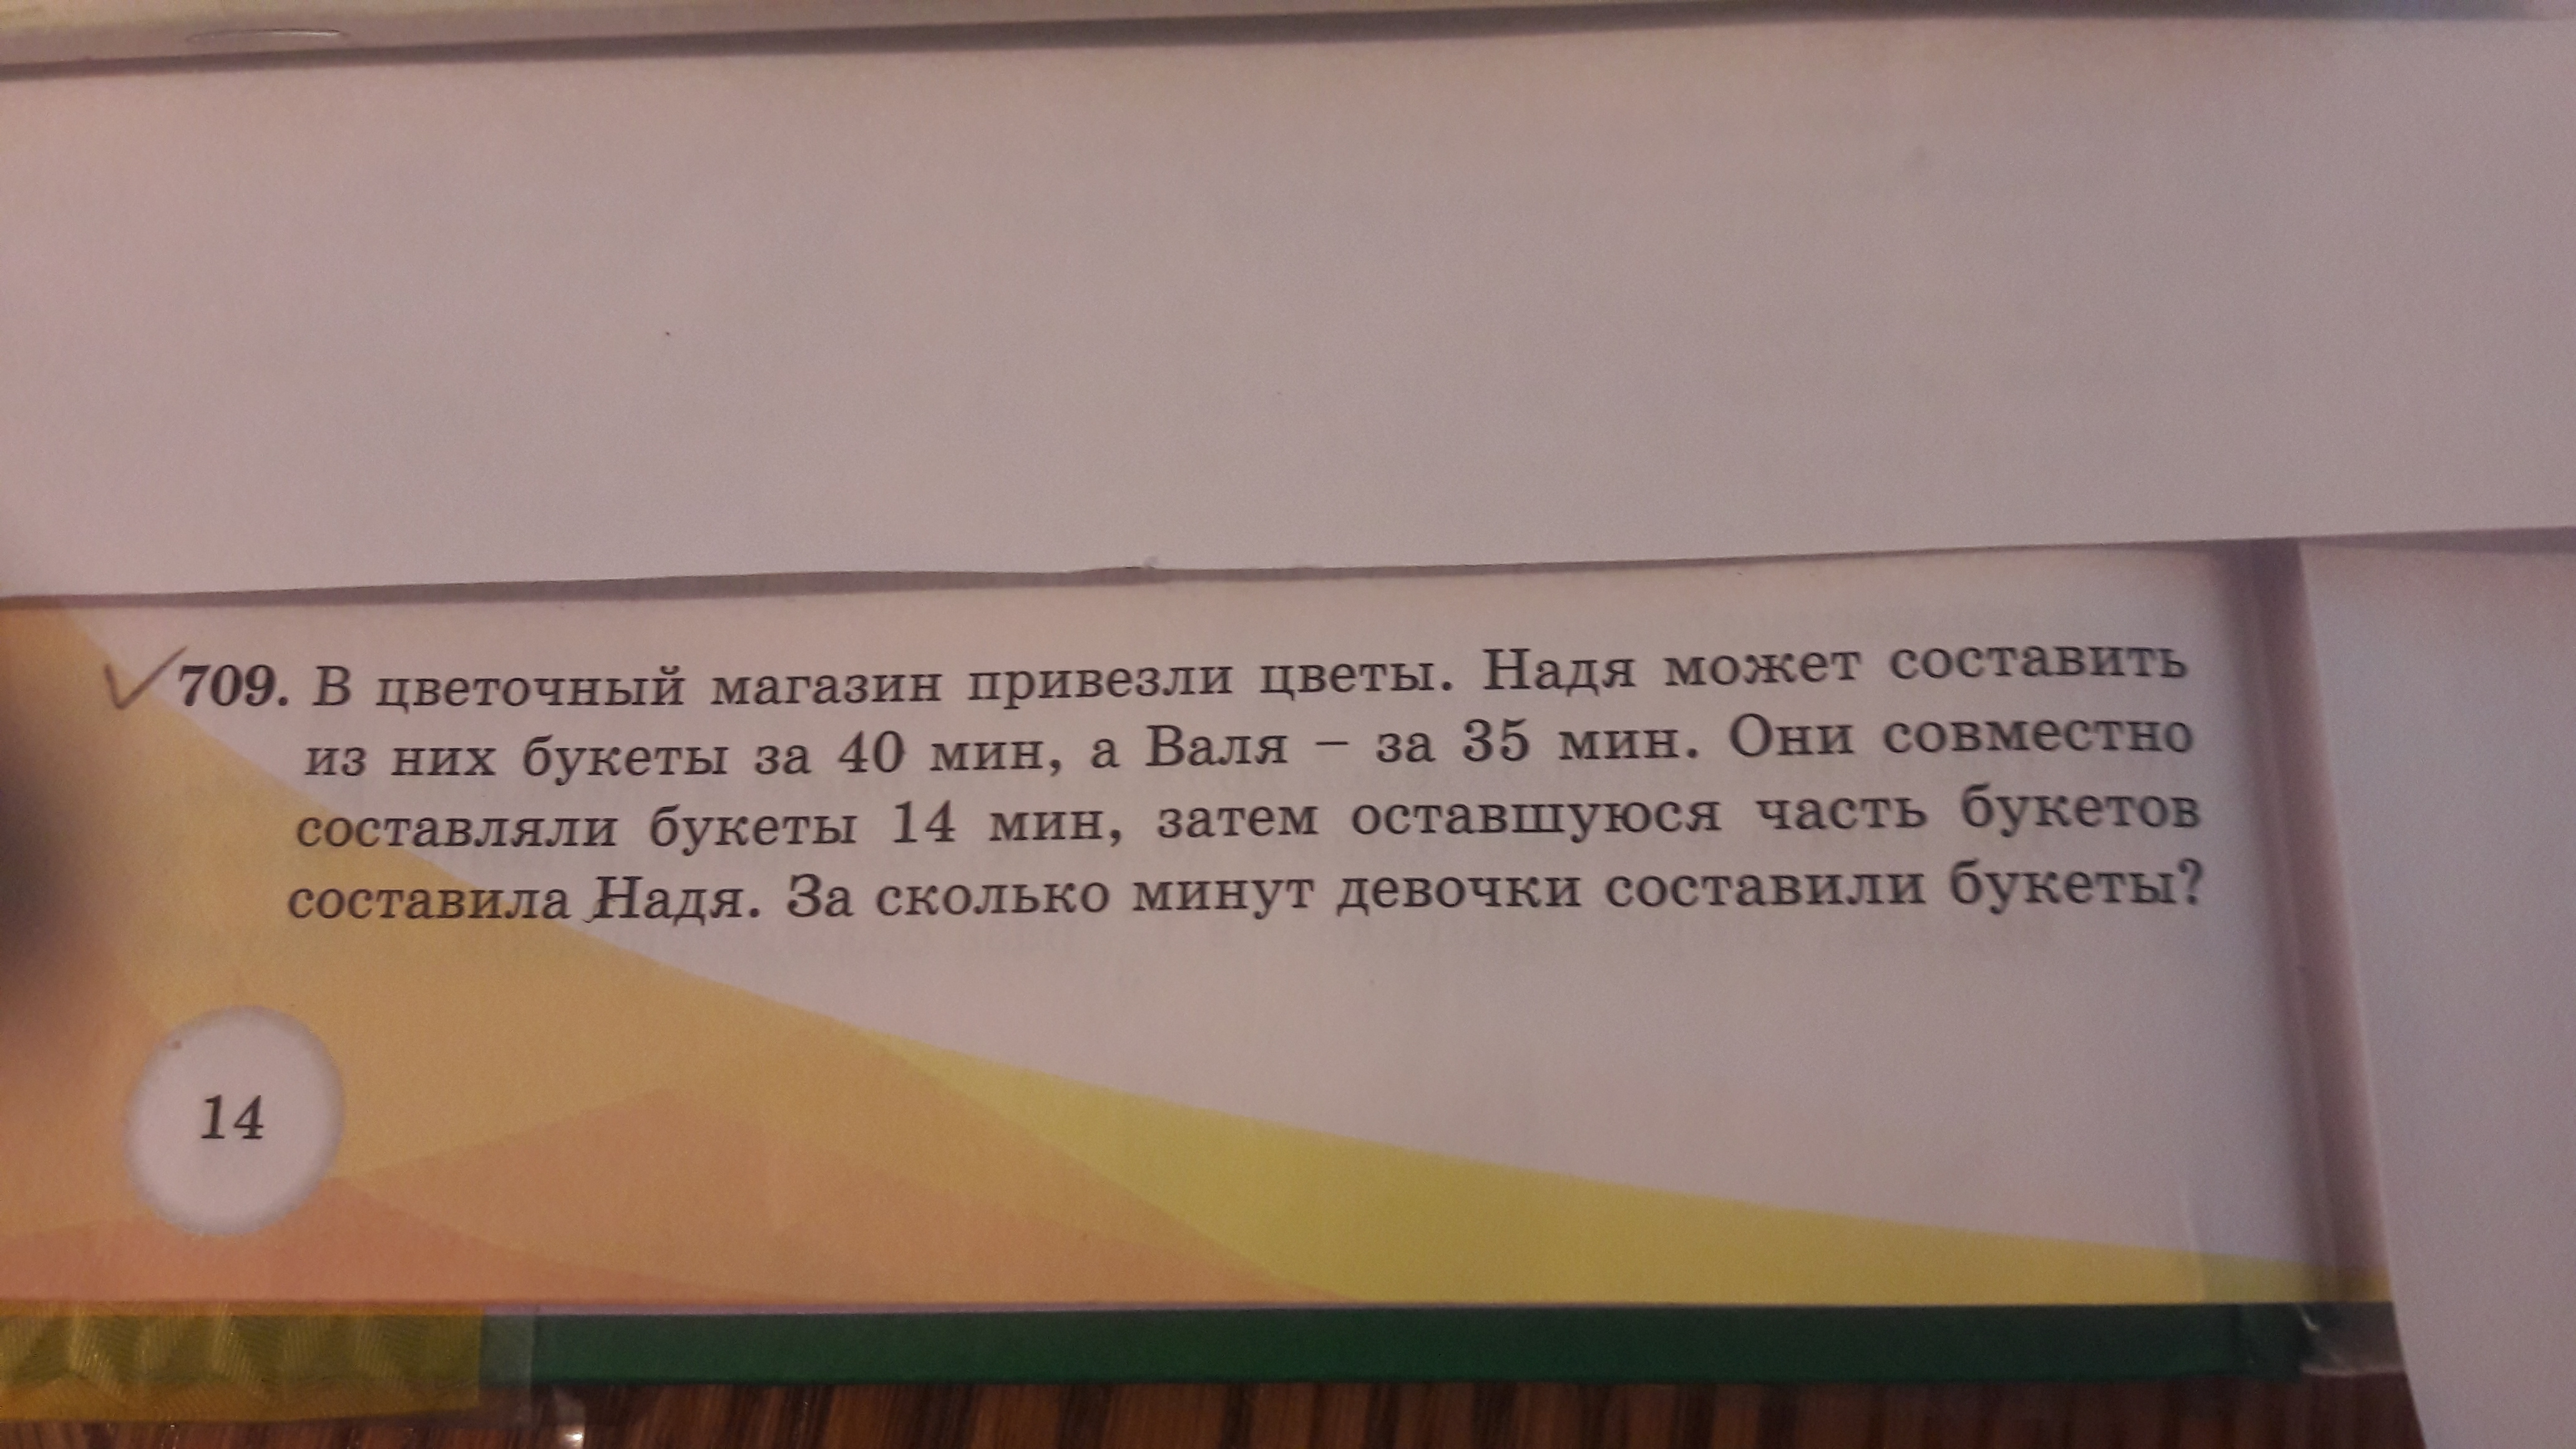 709. В цветочный магазин привезли цветы. Надя может составить
из них букеты за 40 мин, а Валя – за 35 мин. Они совместно
составляли букеты 14 мин, затем оставшуюся часть букетов
составила Надя. За сколько минут девочки составили букеты?
14